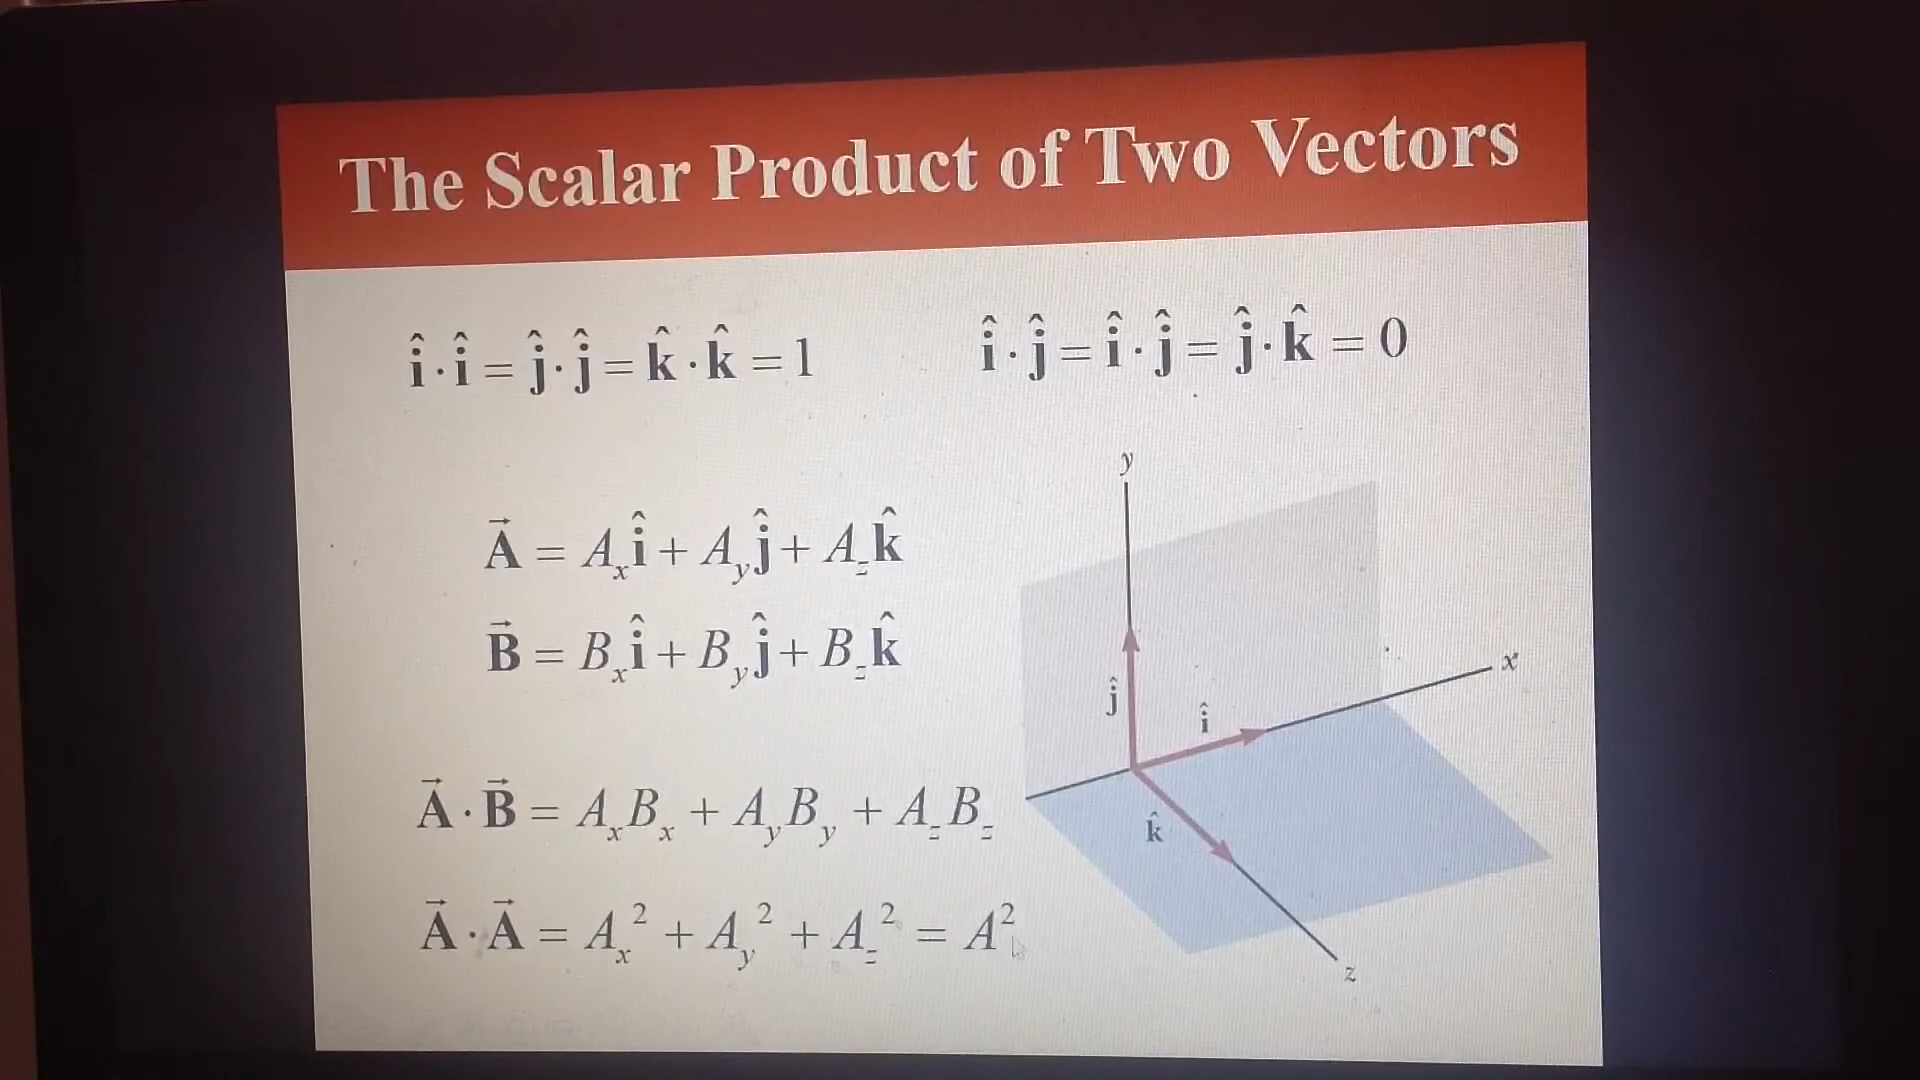 The Scalar Product of Two Vectors
î · î = ĵ · ĵ = k̂ · k̂ = 1
î · ĵ = î · ĵ = ĵ · k̂ = 0
A⃗ = Aₓî + A_yĵ + A_zk̂
B⃗ = Bₓî + B_yĵ + B_zk̂
A⃗ · B⃗ = AₓBₓ + A_yB_y + A_zB_z
A⃗ · A⃗ = Aₓ² + A_y² + A_z² = A²
y
x
ĵ
î
k̂
z